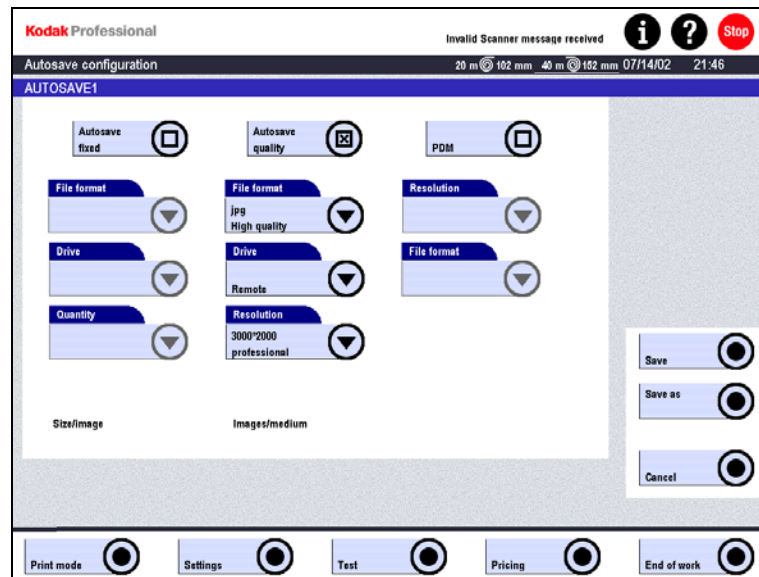 Kodak Professional
Invalid Scanner message received
i
?
Stop
Autosave configuration
20 m 102 mm 40 m 102 mm 07/14/02 21:46
AUTOSAVE1
Autosave
fixed
Autosave
quality
PDM
File format
File format
jpg
High quality
Resolution
Drive
Drive
Remote
File format
Quantity
Resolution
3000*2000
professional
Size/image
Images/medium
Save
Save as
Cancel
Print mode
Settings
Test
Pricing
End of work